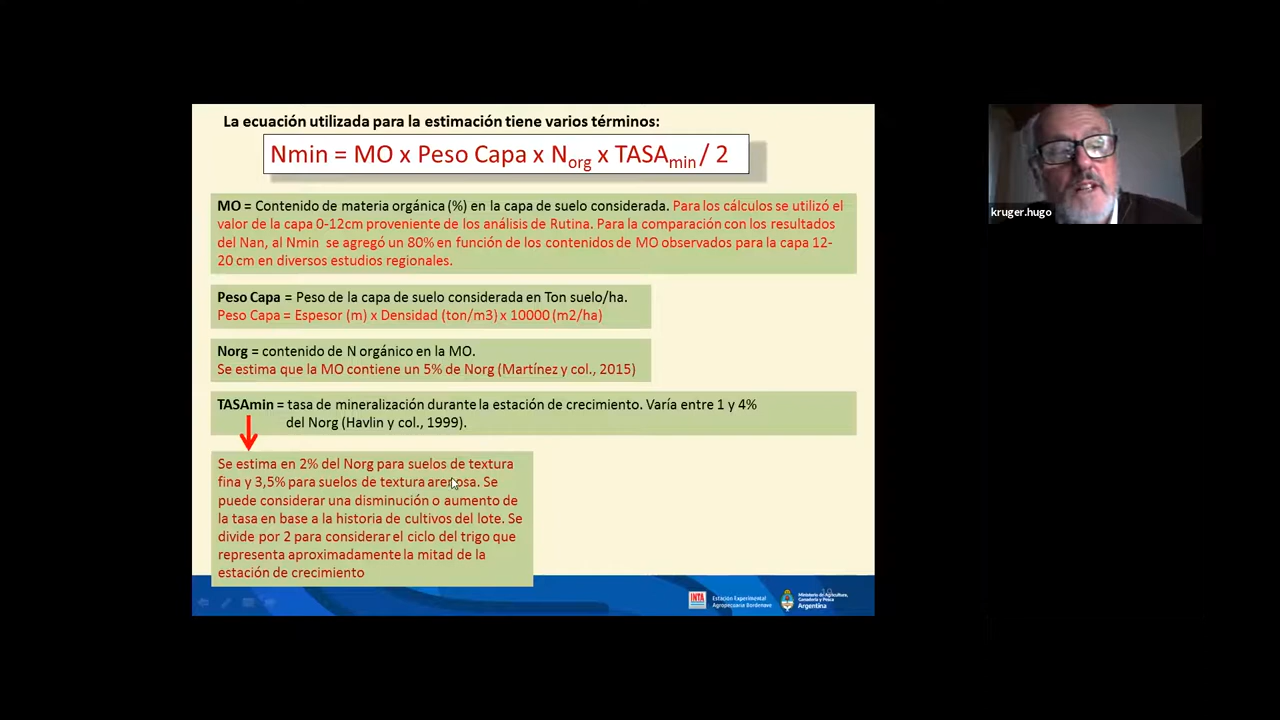 La ecuación utilizada para la estimación tiene varios términos:
Nmin = MO x Peso Capa x Norg x TASAmin / 2
MO = Contenido de materia orgánica (%) en la capa de suelo considerada. Para los cálculos se utilizó el
valor de la capa 0-12cm proveniente de los análisis de Rutina. Para la comparación con los resultados
del Nan, al Nmin se agregó un 80% en función de los contenidos de MO observados para la capa 12-
20 cm en diversos estudios regionales.
kruger.hugo
Peso Capa = Peso de la capa de suelo considerada en Ton suelo/ha.
Peso Capa = Espesor (m) x Densidad (ton/m3) x 10000 (m2/ha)
Norg = contenido de N orgánico en la MO.
Se estima que la MO contiene un 5% de Norg (Martínez y col., 2015)
TASAmin = tasa de mineralización durante la estación de crecimiento. Varía entre 1 y 4%
del Norg (Havlin y col., 1999).
Se estima en 2% del Norg para suelos de textura
fina y 3,5% para suelos de textura arenosa. Se
puede considerar una disminución o aumento de
la tasa en base a la historia de cultivos del lote. Se
divide por 2 para considerar el ciclo del trigo que
representa aproximadamente la mitad de la
estación de crecimiento
INTA
Estación Experimental
Agropecuaria Bordenave
Ministerio de Agricultura,
Ganadería y Pesca
Argentina